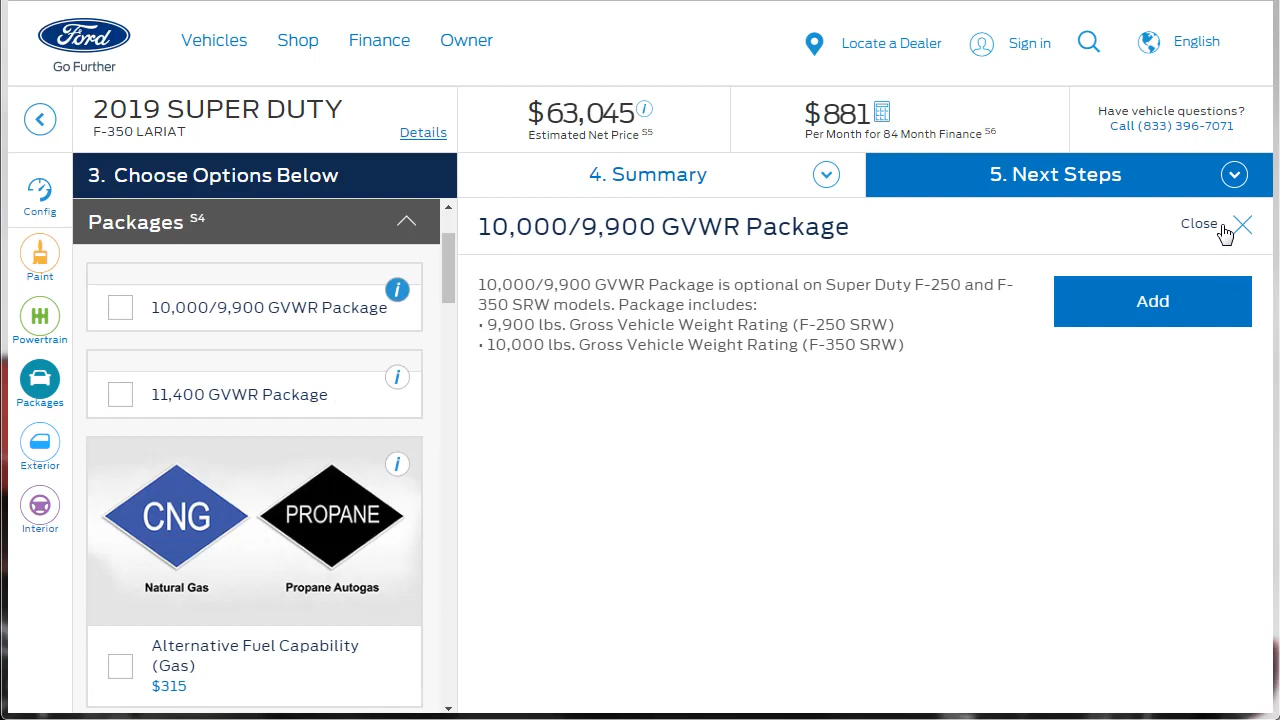 Ford
Go Further
Vehicles
Shop
Finance
Owner
Locate a Dealer
Sign in
English
2019 SUPER DUTY
F-350 LARIAT
Details
$63,045
Estimated Net Price S5
$881
Per Month for 84 Month Finance S6
Have vehicle questions?
Call (833) 396-7071
3. Choose Options Below
4. Summary
5. Next Steps
Config
Paint
Powertrain
Packages
Exterior
Interior
Packages S4
10,000/9,900 GVWR Package
11,400 GVWR Package
CNG
PROPANE
Natural Gas
Propane Autogas
Alternative Fuel Capability
(Gas)
$315
10,000/9,900 GVWR Package
Close
10,000/9,900 GVWR Package is optional on Super Duty F-250 and F-
350 SRW models. Package includes:
• 9,900 lbs. Gross Vehicle Weight Rating (F-250 SRW)
• 10,000 lbs. Gross Vehicle Weight Rating (F-350 SRW)
Add